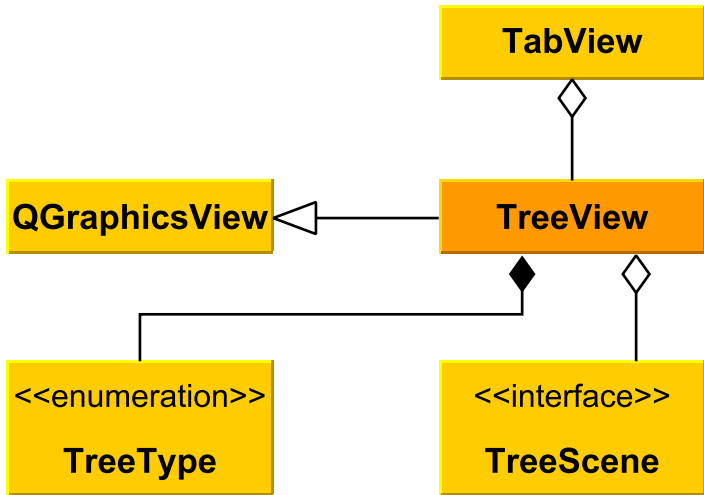 TabView
QGraphicsView
TreeView
<<enumeration>>
TreeType
<<interface>>
TreeScene